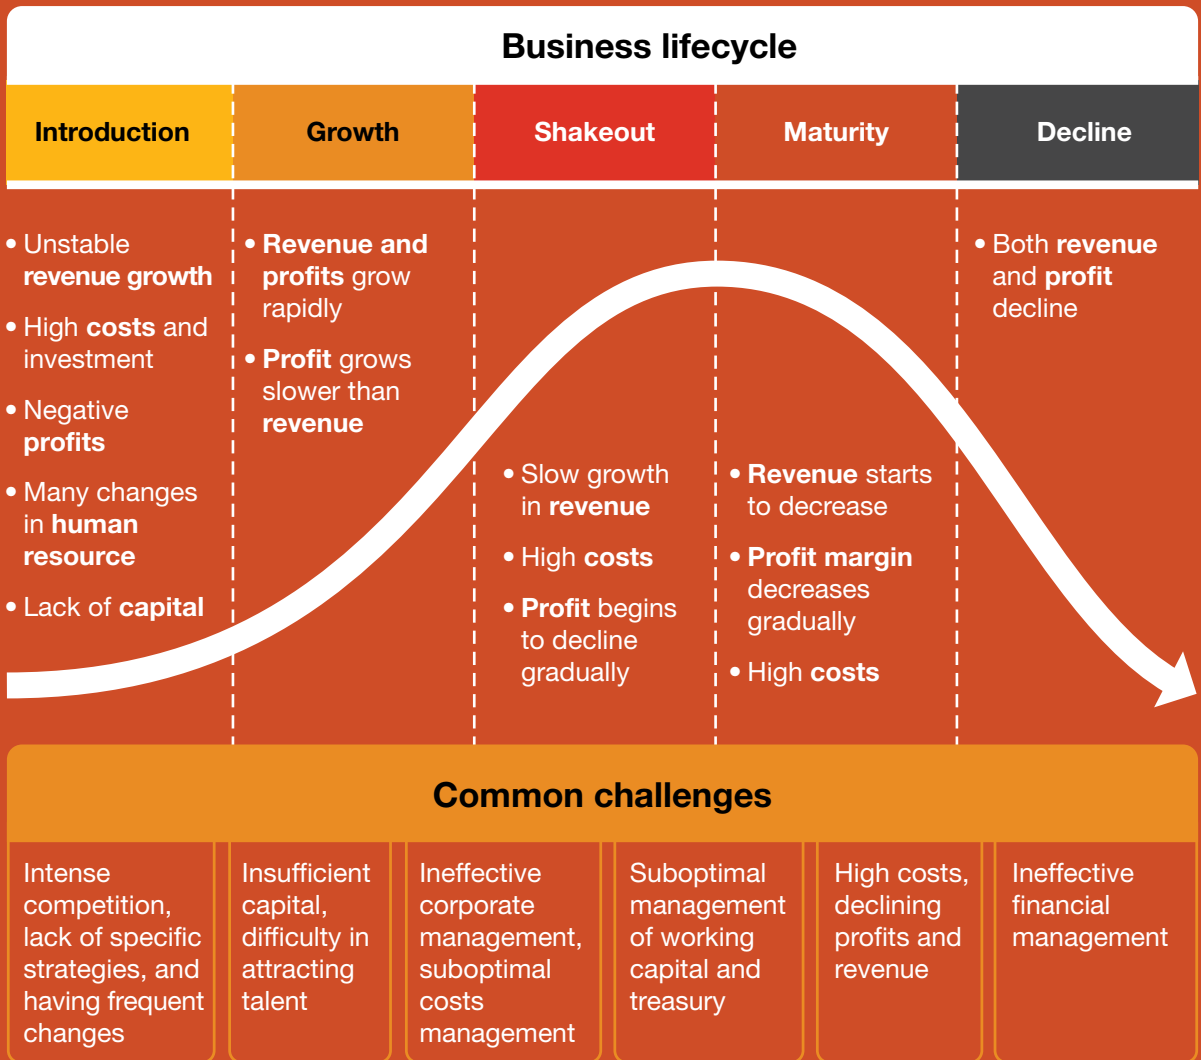 Business lifecycle
Introduction
Growth
Shakeout
Maturity
Decline
• Unstable
revenue growth
• High costs and
investment
• Negative
profits
• Many changes
in human
resource
• Lack of capital
• Revenue and
profits grow
rapidly
• Profit grows
slower than
revenue
• Slow growth
in revenue
• High costs
• Profit begins
to decline
gradually
• Revenue starts
to decrease
• Profit margin
decreases
gradually
• High costs
• Both revenue
and profit
decline
Common challenges
Intense
competition,
lack of specific
strategies, and
having frequent
changes
Insufficient
capital,
difficulty in
attracting
talent
Ineffective
corporate
management,
suboptimal
costs
management
Suboptimal
management
of working
capital and
treasury
High costs,
declining
profits and
revenue
Ineffective
financial
management